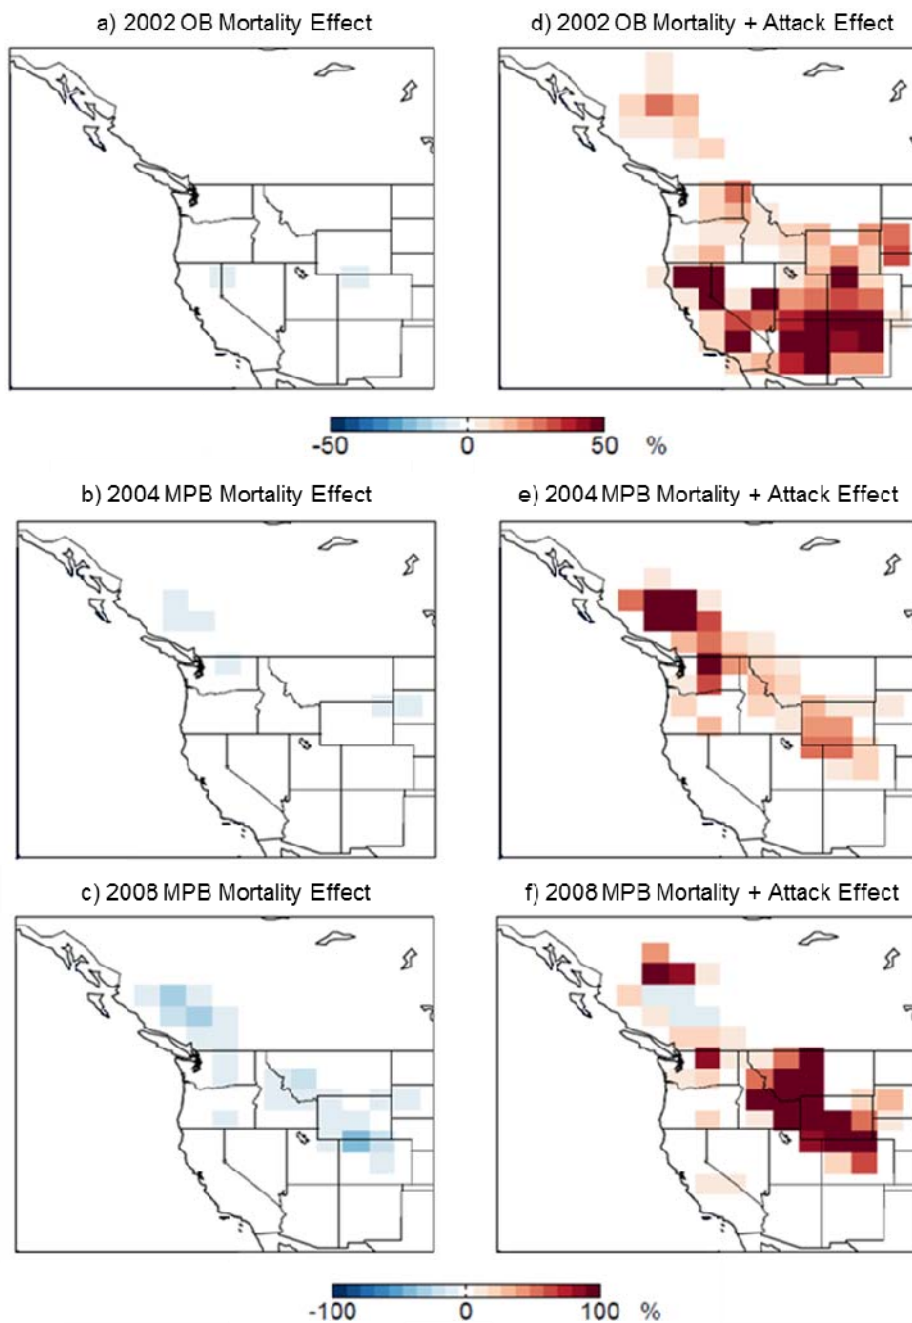 a) 2002 OB Mortality Effect
d) 2002 OB Mortality + Attack Effect
-50 0 50 %
b) 2004 MPB Mortality Effect
e) 2004 MPB Mortality + Attack Effect
c) 2008 MPB Mortality Effect
f) 2008 MPB Mortality + Attack Effect
-100 0 100 %